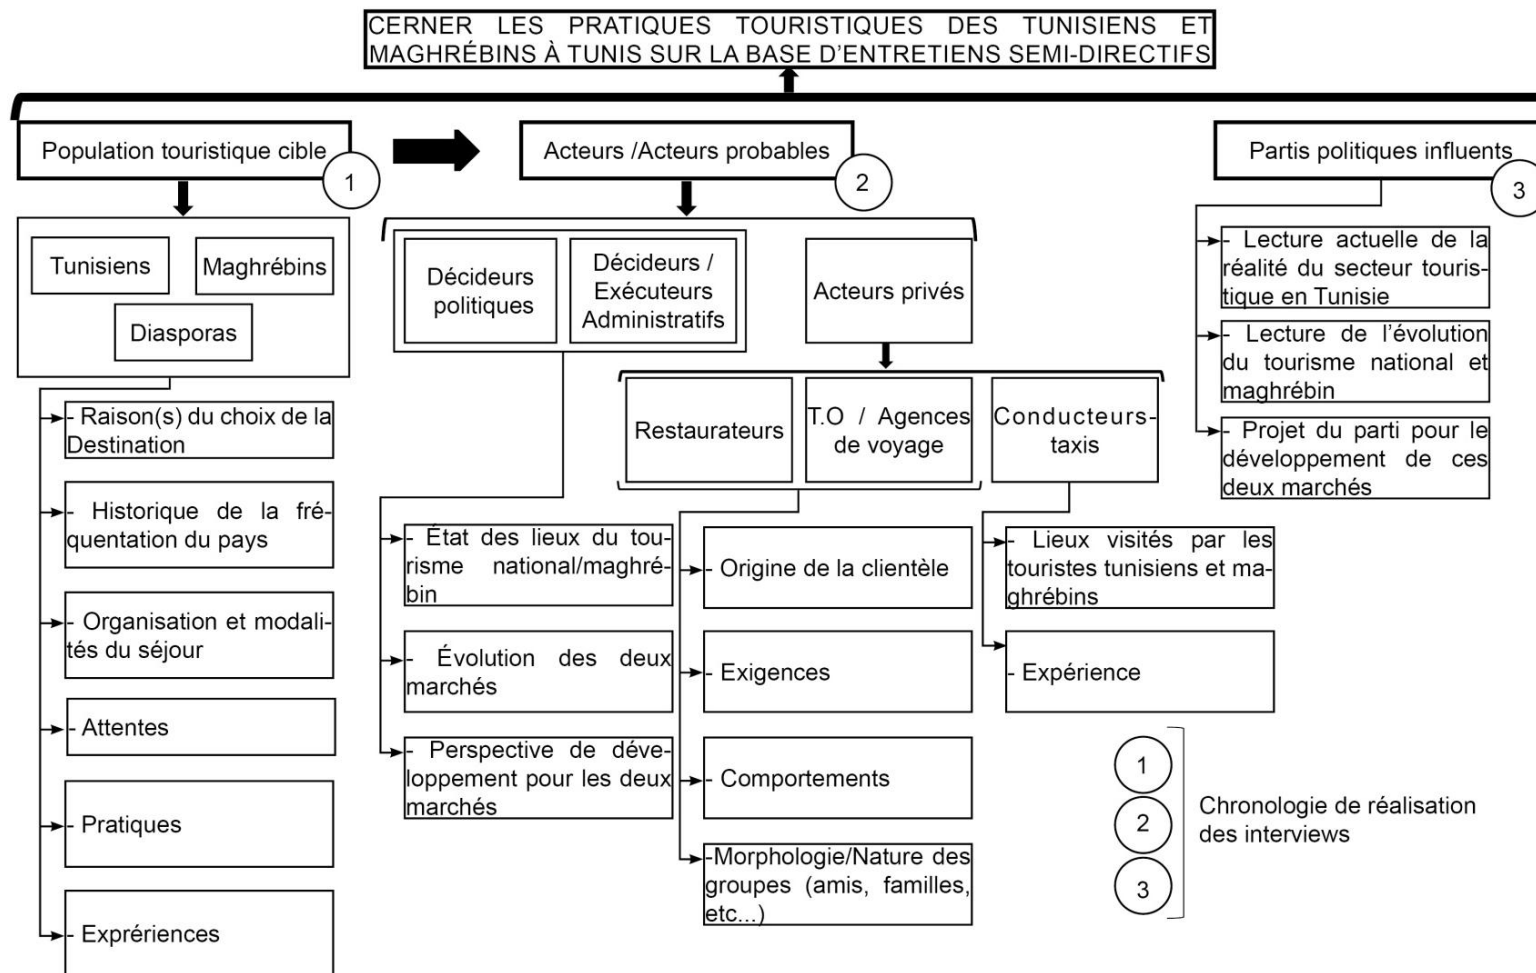 CERNER LES PRATIQUES TOURISTIQUES DES TUNISIENS ET
MAGHRÉBINS À TUNIS SUR LA BASE D'ENTRETIENS SEMI-DIRECTIFS
Population touristique cible
1
Acteurs /Acteurs probables
2
Partis politiques influents
3
Tunisiens
Maghrébins
Diasporas
- Raison(s) du choix de la
Destination
- Historique de la fré-
quentation du pays
- Organisation et modali-
tés du séjour
- Attentes
- Pratiques
- Exprériences
Décideurs
politiques
Décideurs /
Exécuteurs
Administratifs
Acteurs privés
- État des lieux du tou-
risme national/maghré-
bin
- Évolution des deux
marchés
- Perspective de déve-
loppement pour les deux
marchés
Restaurateurs
T.O / Agences
de voyage
Conducteurs-
taxis
- Origine de la clientèle
- Exigences
- Comportements
-Morphologie/Nature des
groupes (amis, familles,
etc...)
- Lieux visités par les
touristes tunisiens et ma-
ghrébins
- Expérience
- Lecture actuelle de la
réalité du secteur touris-
tique en Tunisie
- Lecture de l'évolution
du tourisme national et
maghrébin
- Projet du parti pour le
développement de ces
deux marchés
1
2
3
Chronologie de réalisation
des interviews